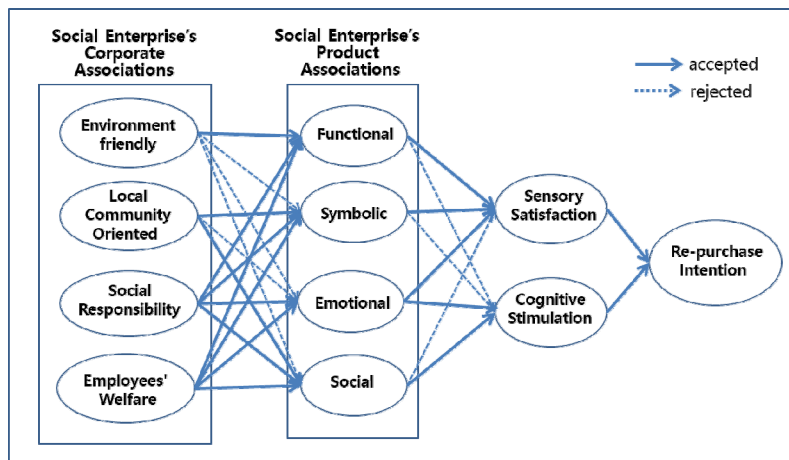 Social Enterprise's
Corporate
Associations
Social Enterprise's
Product
Associations
accepted
rejected
Environment
friendly
Local
Community
Oriented
Social
Responsibility
Employees'
Welfare
Functional
Symbolic
Emotional
Social
Sensory
Satisfaction
Cognitive
Stimulation
Re-purchase
Intention